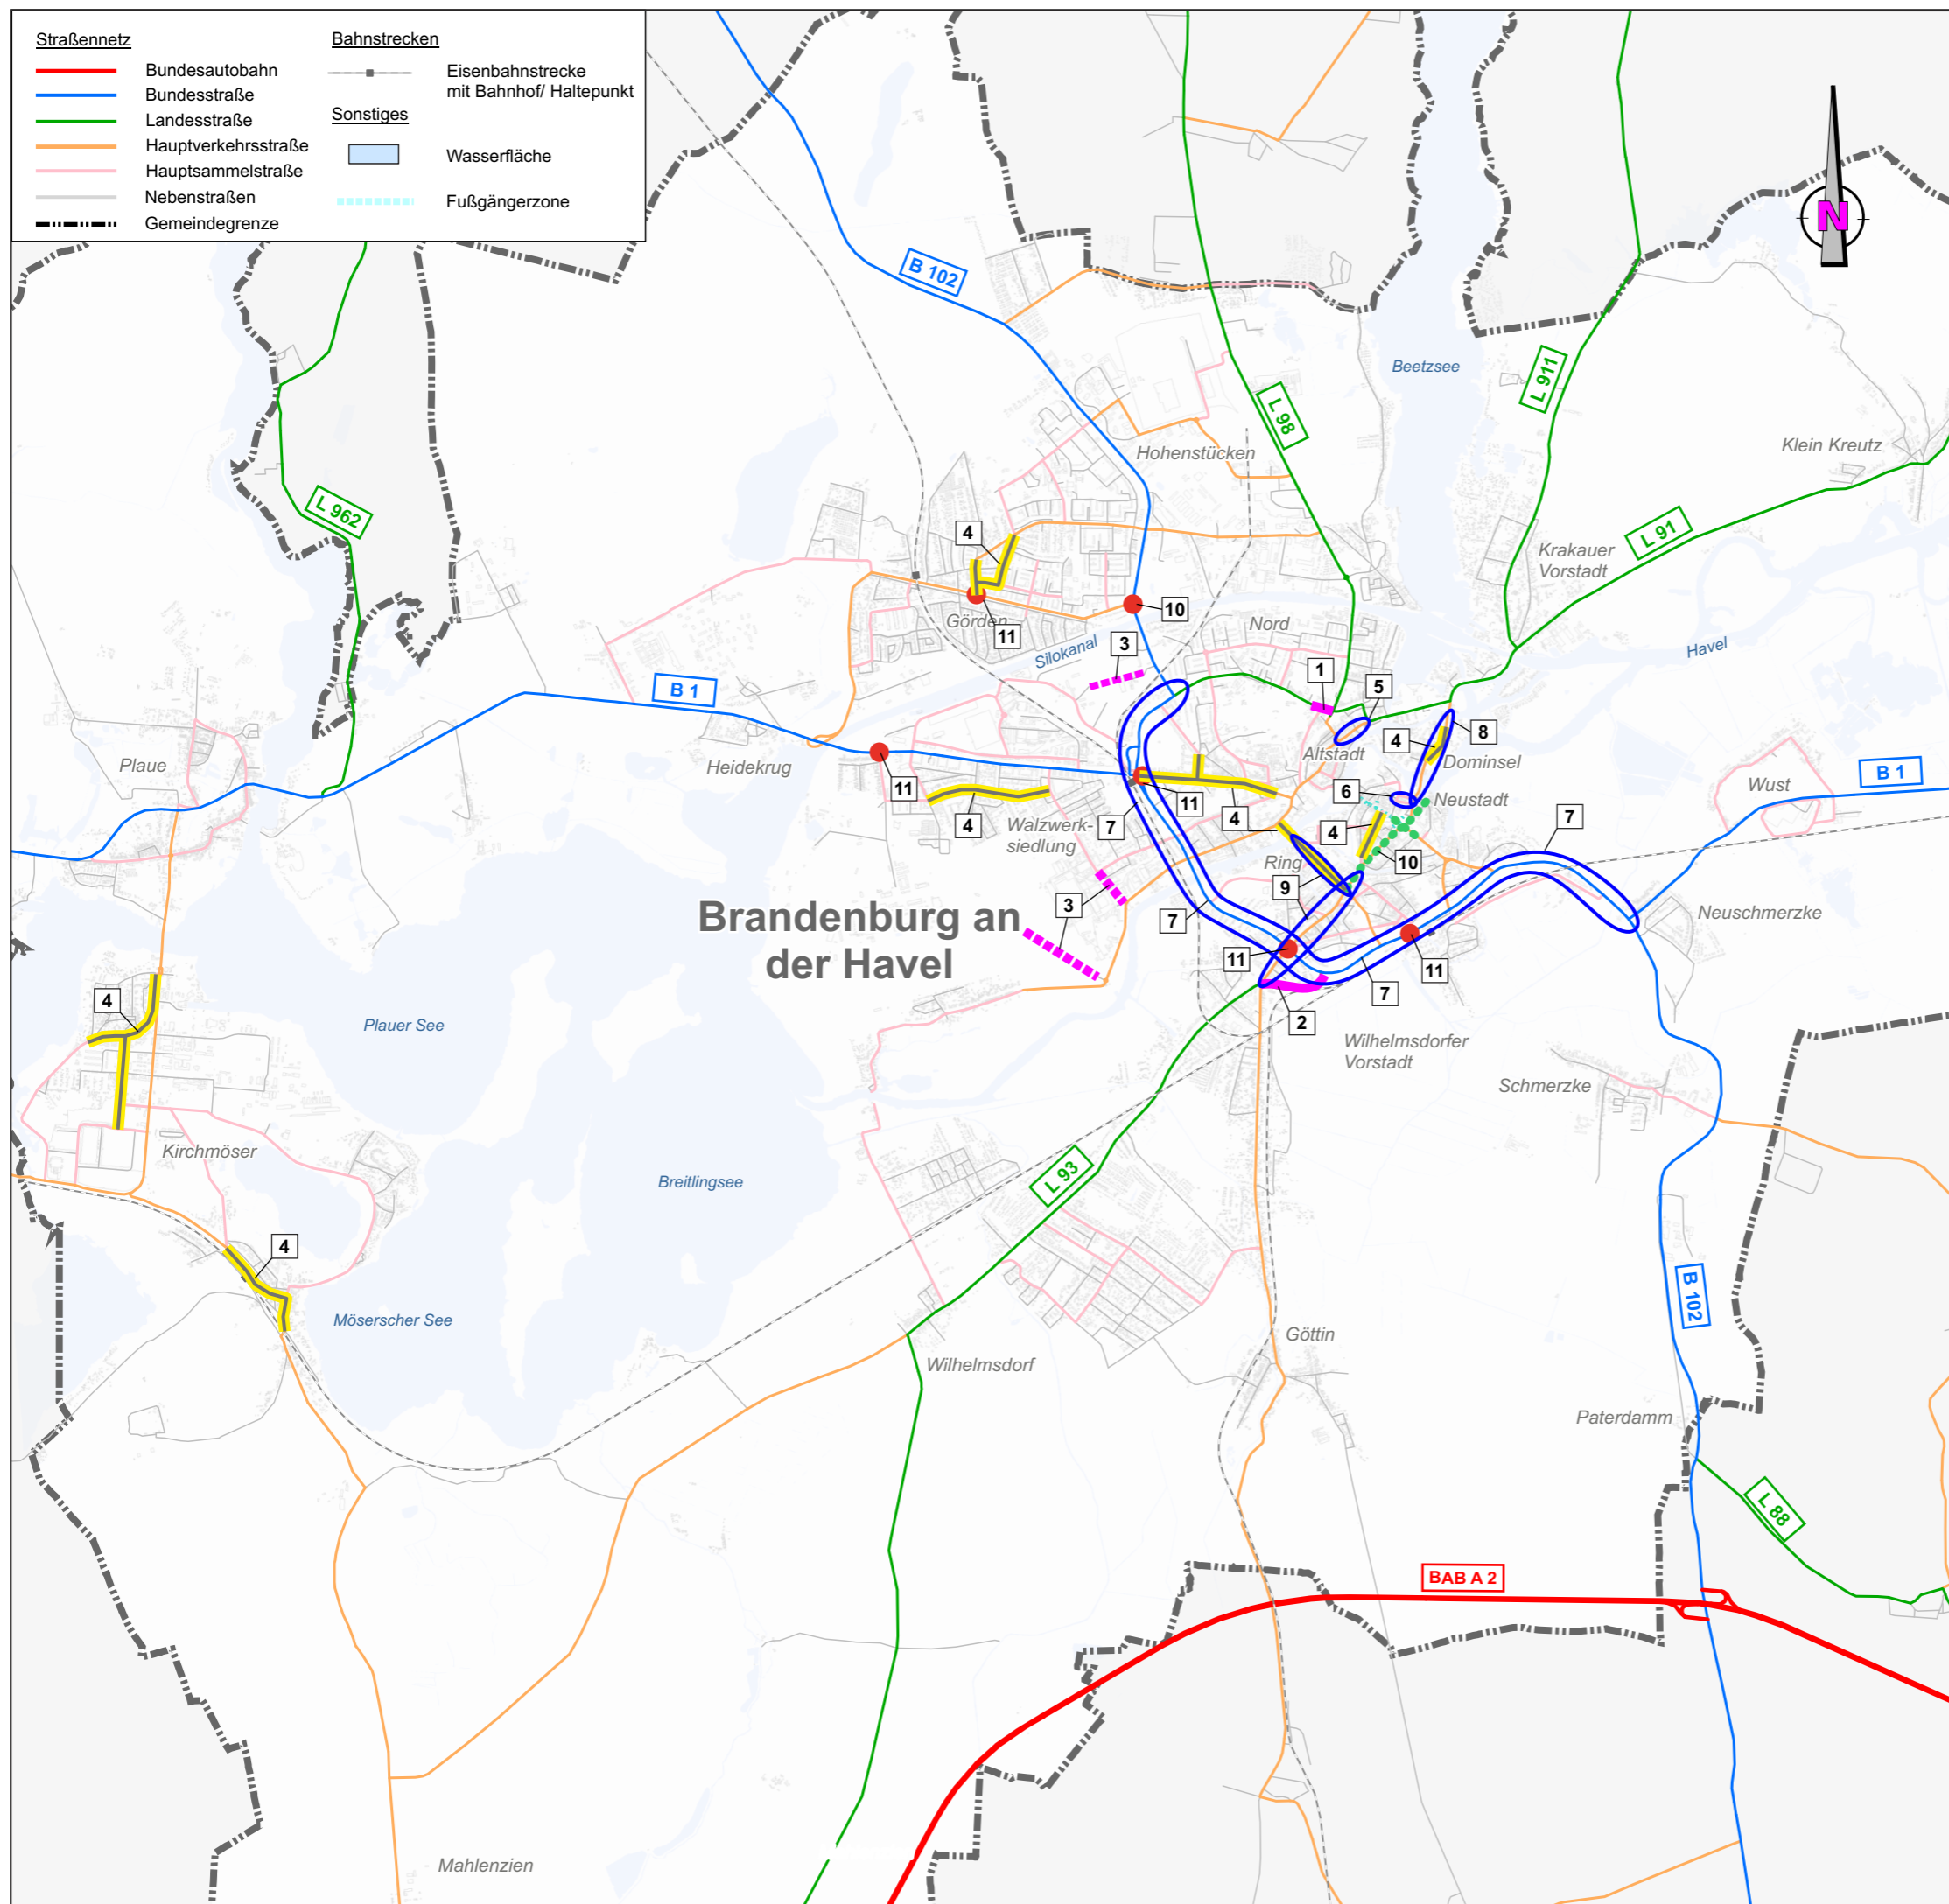 Straßennetz
Bundesautobahn
Bundesstraße
Landesstraße
Hauptverkehrsstraße
Hauptsammelstraße
Nebenstraßen
Gemeindegrenze
Bahnstrecken
Eisenbahnstrecke
mit Bahnhof/ Haltepunkt
Sonstiges
Wasserfläche
Fußgängerzone
N
B 102
Beetzsee
L 911
L 98
Klein Kreutz
Hohenstücken
L 962
4
L 91
Krakauer
Vorstadt
10
Görden
11
Nord
Silokanal
3
Havel
1
5
B 1
8
4
Altstadt
Dominsel
Plaue
Heidekrug
B 1
Wust
11
6
Neustadt
11
4
7
4
4
7
Walzwerk-
siedlung
Ring
10
9
3
7
Neuschmerzke
Brandenburg an
der Havel
11
11
7
4
2
Plauer See
Wilhelmsdorfer
Vorstadt
Schmerzke
Kirchmöser
L 93
Breitlingsee
4
B 102
Möserscher See
Göttin
Wilhelmsdorf
Paterdamm
L 88
BAB A 2
Mahlenzien